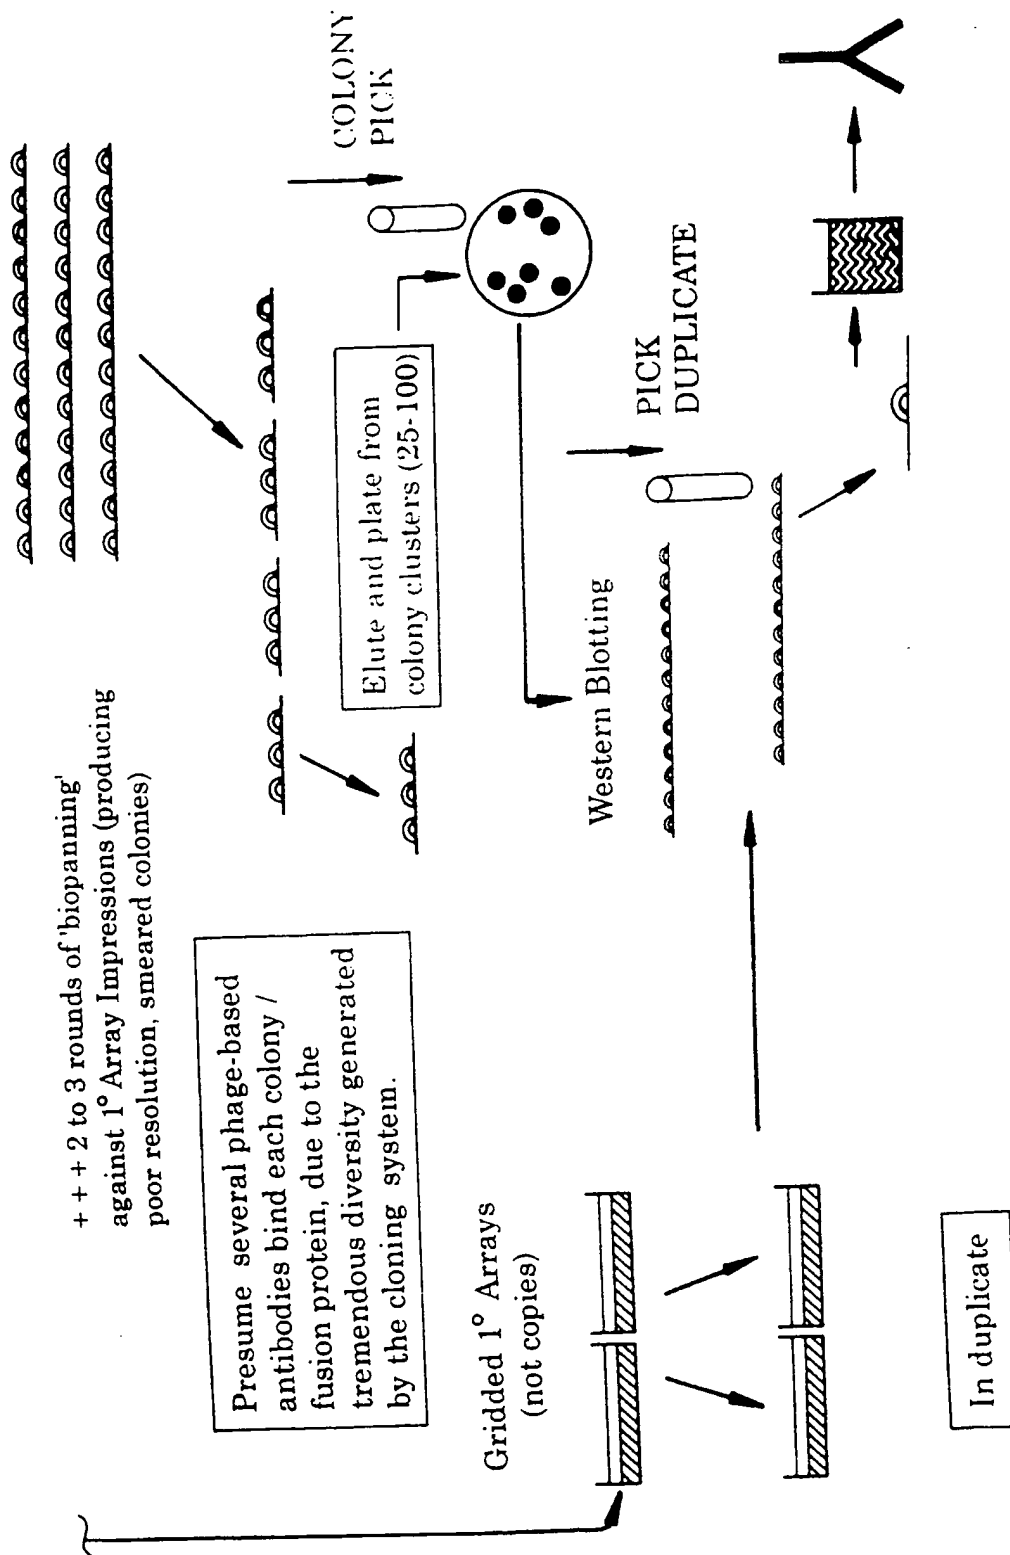 + + + 2 to 3 rounds of 'biopanning'
against 1° Array Impressions (producing
poor resolution, smeared colonies)
Presume several phage-based
antibodies bind each colony /
fusion protein, due to the
tremendous diversity generated
by the cloning system.
Gridded 1° Arrays
(not copies)
In duplicate
COLONY
PICK
Elute and plate from
colony clusters (25-100)
Western Blotting
PICK
DUPLICATE